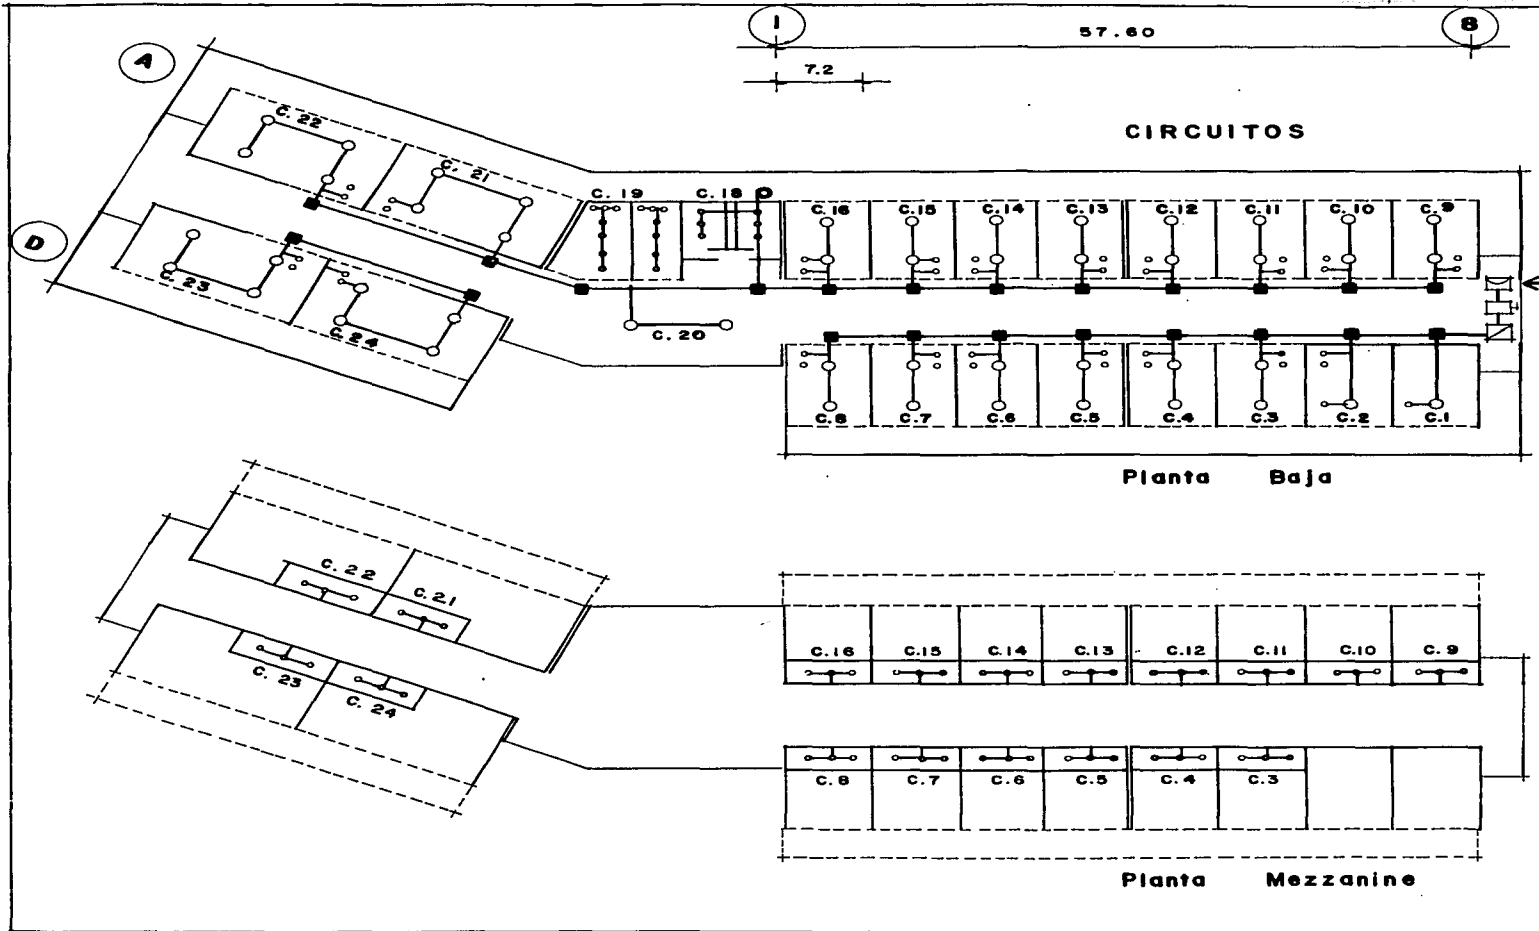 I 8
57.60
A
7.2
CIRCUITOS
C. 22
C. 21
C. 19 C. 18
C. 16 C. 15 C. 14 C. 13 C. 12 C. 11 C. 10 C. 9
D
C. 23
C. 24
C. 20
C. 8 C. 7 C. 6 C. 5 C. 4 C. 3 C. 2 C. 1
Planta Baja
C. 22
C. 21
C. 16 C. 15 C. 14 C. 13 C. 12 C. 11 C. 10 C. 9
C. 23
C. 24
C. 8 C. 7 C. 6 C. 5 C. 4 C. 3
Planta Mezzanine